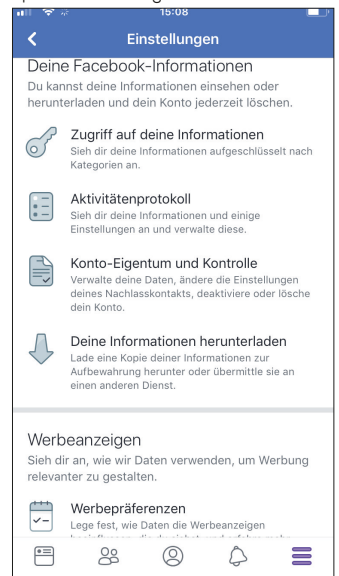 15:08
Einstellungen
Deine Facebook-Informationen
Du kannst deine Informationen einsehen oder
herunterladen und dein Konto jederzeit löschen.
Zugriff auf deine Informationen
Sieh dir deine Informationen aufgeschlüsselt nach
Kategorien an.
Aktivitätenprotokoll
Sieh dir deine Informationen und einige
Einstellungen an und verwalte diese.
Konto-Eigentum und Kontrolle
Verwalte deine Daten, ändere die Einstellungen
deines Nachlasskontakts, deaktiviere oder lösche
dein Konto.
Deine Informationen herunterladen
Lade eine Kopie deiner Informationen zur
Aufbewahrung herunter oder übermittle sie an
einen anderen Dienst.
Werbeanzeigen
Sieh dir an, wie wir Daten verwenden, um Werbung
relevanter zu gestalten.
Werbepräferenzen
Lege fest, wie Daten die Werbeanzeigen